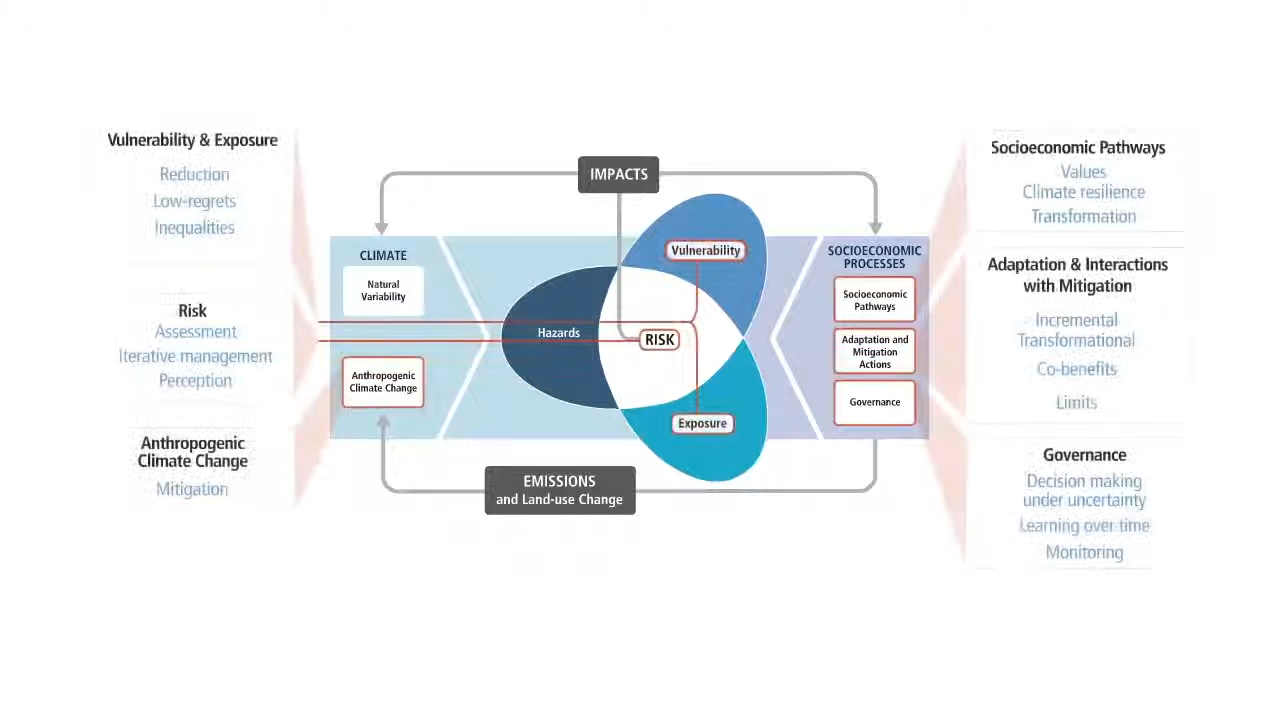 Vulnerability & Exposure
Reduction
Low-regrets
Inequalities
Risk
Assessment
Iterative management
Perception
Anthropogenic
Climate Change
Mitigation
IMPACTS
CLIMATE
Natural
Variability
Anthropogenic
Climate Change
Vulnerability
Hazards
RISK
Exposure
EMISSIONS
and Land-use Change
SOCIOECONOMIC
PROCESSES
Socioeconomic
Pathways
Adaptation and
Mitigation
Actions
Governance
Socioeconomic Pathways
Values
Climate resilience
Transformation
Adaptation & Interactions
with Mitigation
Incremental
Transformational
Co-benefits
Limits
Governance
Decision making
under uncertainty
Learning over time
Monitoring